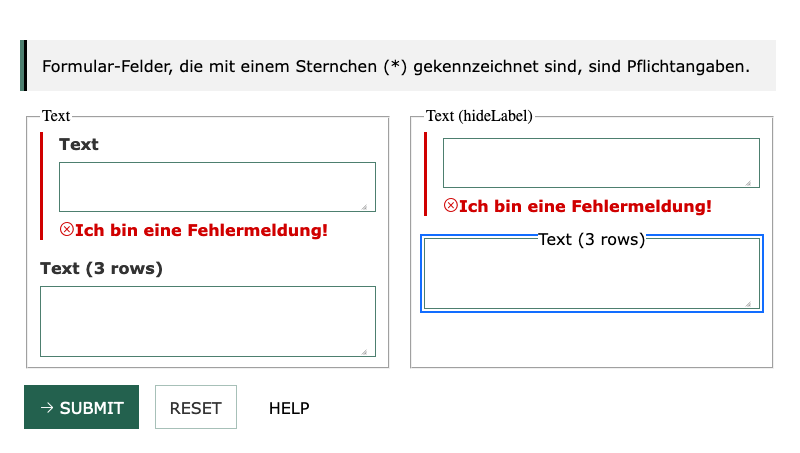 Formular-Felder, die mit einem Sternchen (*) gekennzeichnet sind, sind Pflichtangaben.
Text
Text
Ich bin eine Fehlermeldung!
Text (3 rows)
Text (hideLabel)
Ich bin eine Fehlermeldung!
Text (3 rows)
→ SUBMIT
RESET
HELP